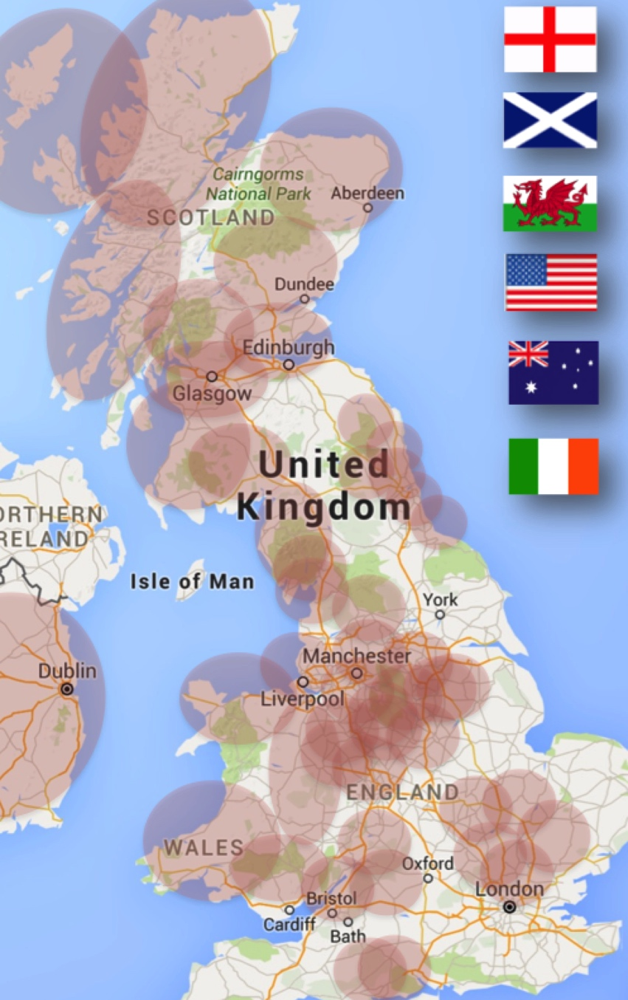 Cairngorms
National Park
Aberdeen
SCOTLAND
Dundee
Edinburgh
Glasgow
United
Kingdom
ORTHERN
RELAND
Isle of Man
York
Dublin
Manchester
Liverpool
ENGLAND
WALES
Oxford
London
Bristol
Cardiff
Bath